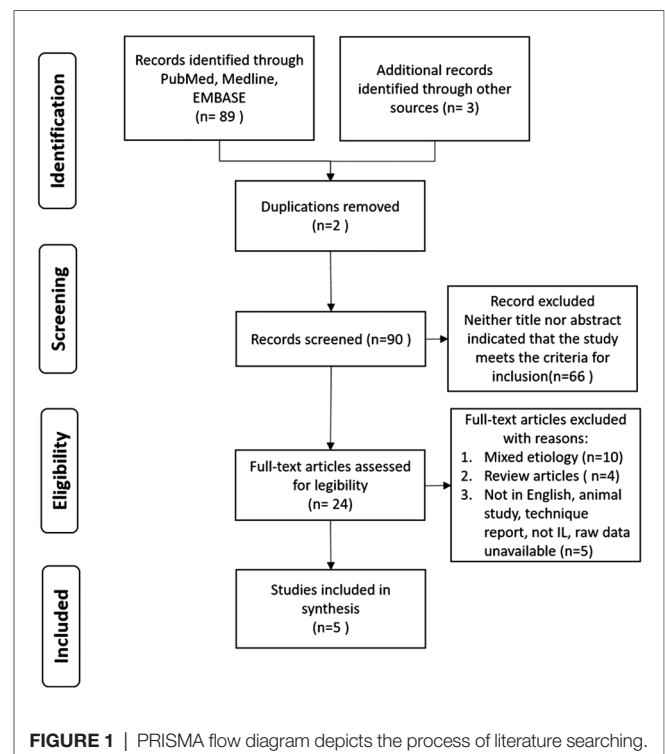 Identification
Records identified through
PubMed, Medline,
EMBASE
(n= 89 )
Additional records
identified through other
sources (n= 3)
Duplications removed
(n=2 )
Screening
Records screened (n=90 )
Record excluded
Neither title nor abstract
indicated that the study
meets the criteria for
inclusion(n=66 )
Eligibility
Full-text articles assessed
for legibility
(n= 24)
Full-text articles excluded
with reasons:
1. Mixed etiology (n=10)
2. Review articles ( n=4)
3. Not in English, animal
study, technique
report, not IL, raw data
unavailable (n=5)
Included
Studies included in
synthesis
(n=5 )
FIGURE 1 | PRISMA flow diagram depicts the process of literature searching.